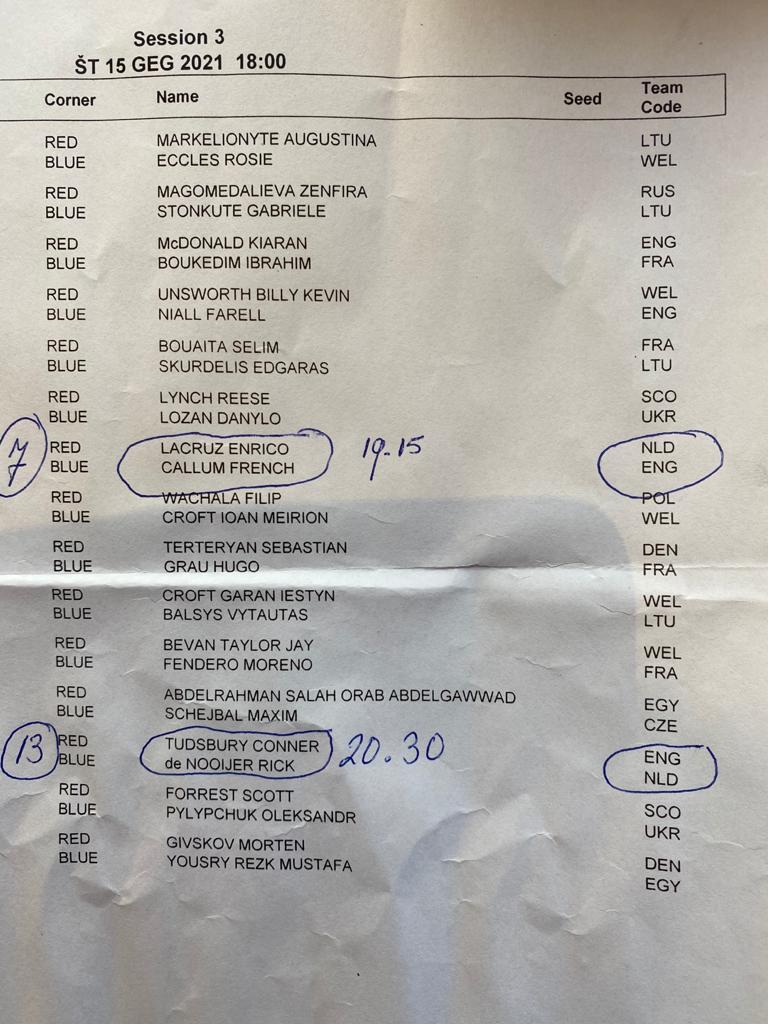 Session 3
ŠT 15 GEG 2021 18:00
Corner Name Seed Team Code
RED MARKELIONYTE AUGUSTINA LTU
BLUE ECCLES ROSIE WEL
RED MAGOMEDALIEVA ZENFIRA RUS
BLUE STONKUTE GABRIELE LTU
RED McDONALD KIARAN ENG
BLUE BOUKEDIM IBRAHIM FRA
RED UNSWORTH BILLY KEVIN WEL
BLUE NIALL FARELL ENG
RED BOUAITA SELIM FRA
BLUE SKURDELIS EDGARAS LTU
RED LYNCH REESE SCO
BLUE LOZAN DANYLO UKR
7 RED LACRUZ ENRICO 19.15 NLD
BLUE CALLUM FRENCH ENG
RED WACHALA FILIP POL
BLUE CROFT IOAN MEIRION WEL
RED TERTERYAN SEBASTIAN DEN
BLUE GRAU HUGO FRA
RED CROFT GARAN IESTYN WEL
BLUE BALSYS VYTAUTAS LTU
RED BEVAN TAYLOR JAY WEL
BLUE FENDERO MORENO FRA
RED ABDELRAHMAN SALAH ORAB ABDELGAWWAD EGY
BLUE SCHEJBAL MAXIM CZE
13 RED TUDSBURY CONNER 20.30 ENG
BLUE de NOOIJER RICK NLD
RED FORREST SCOTT SCO
BLUE PYLYPCHUK OLEKSANDR UKR
RED GIVSKOV MORTEN DEN
BLUE YOUSRY REZK MUSTAFA EGY